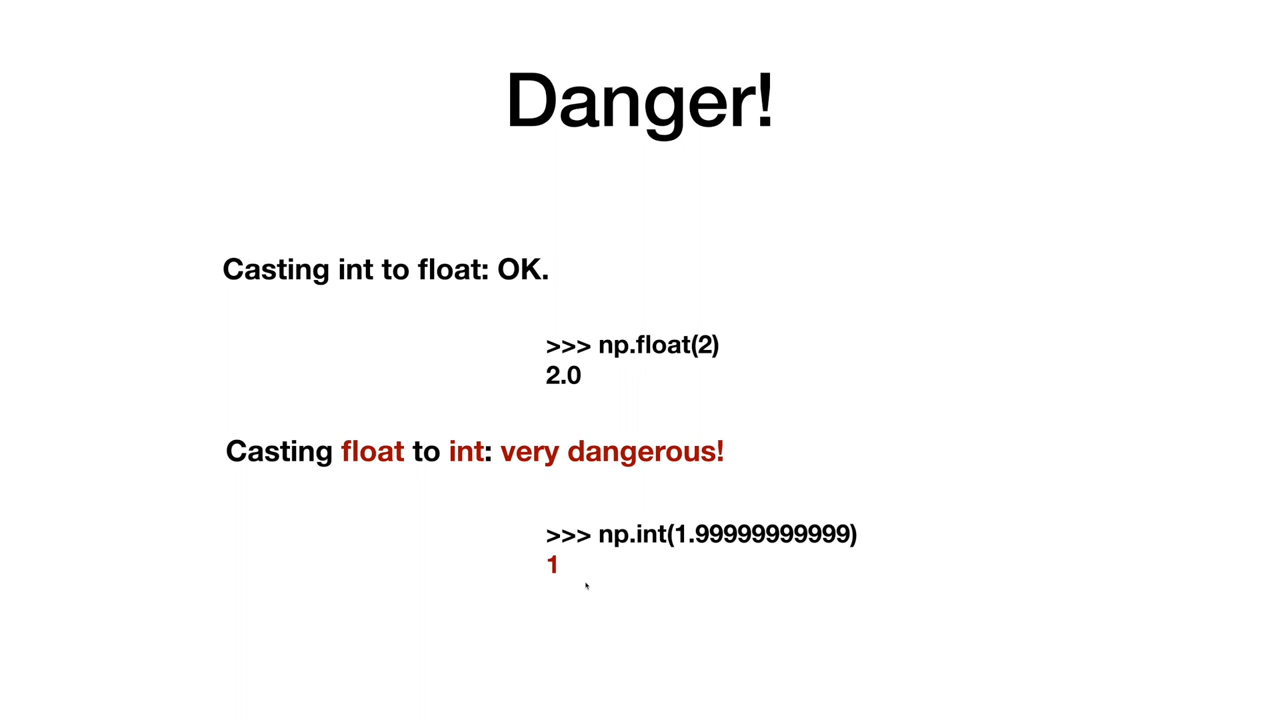 Danger!
Casting int to float: OK.
>>> np.float(2)
2.0
Casting float to int: very dangerous!
>>> np.int(1.99999999999)
1